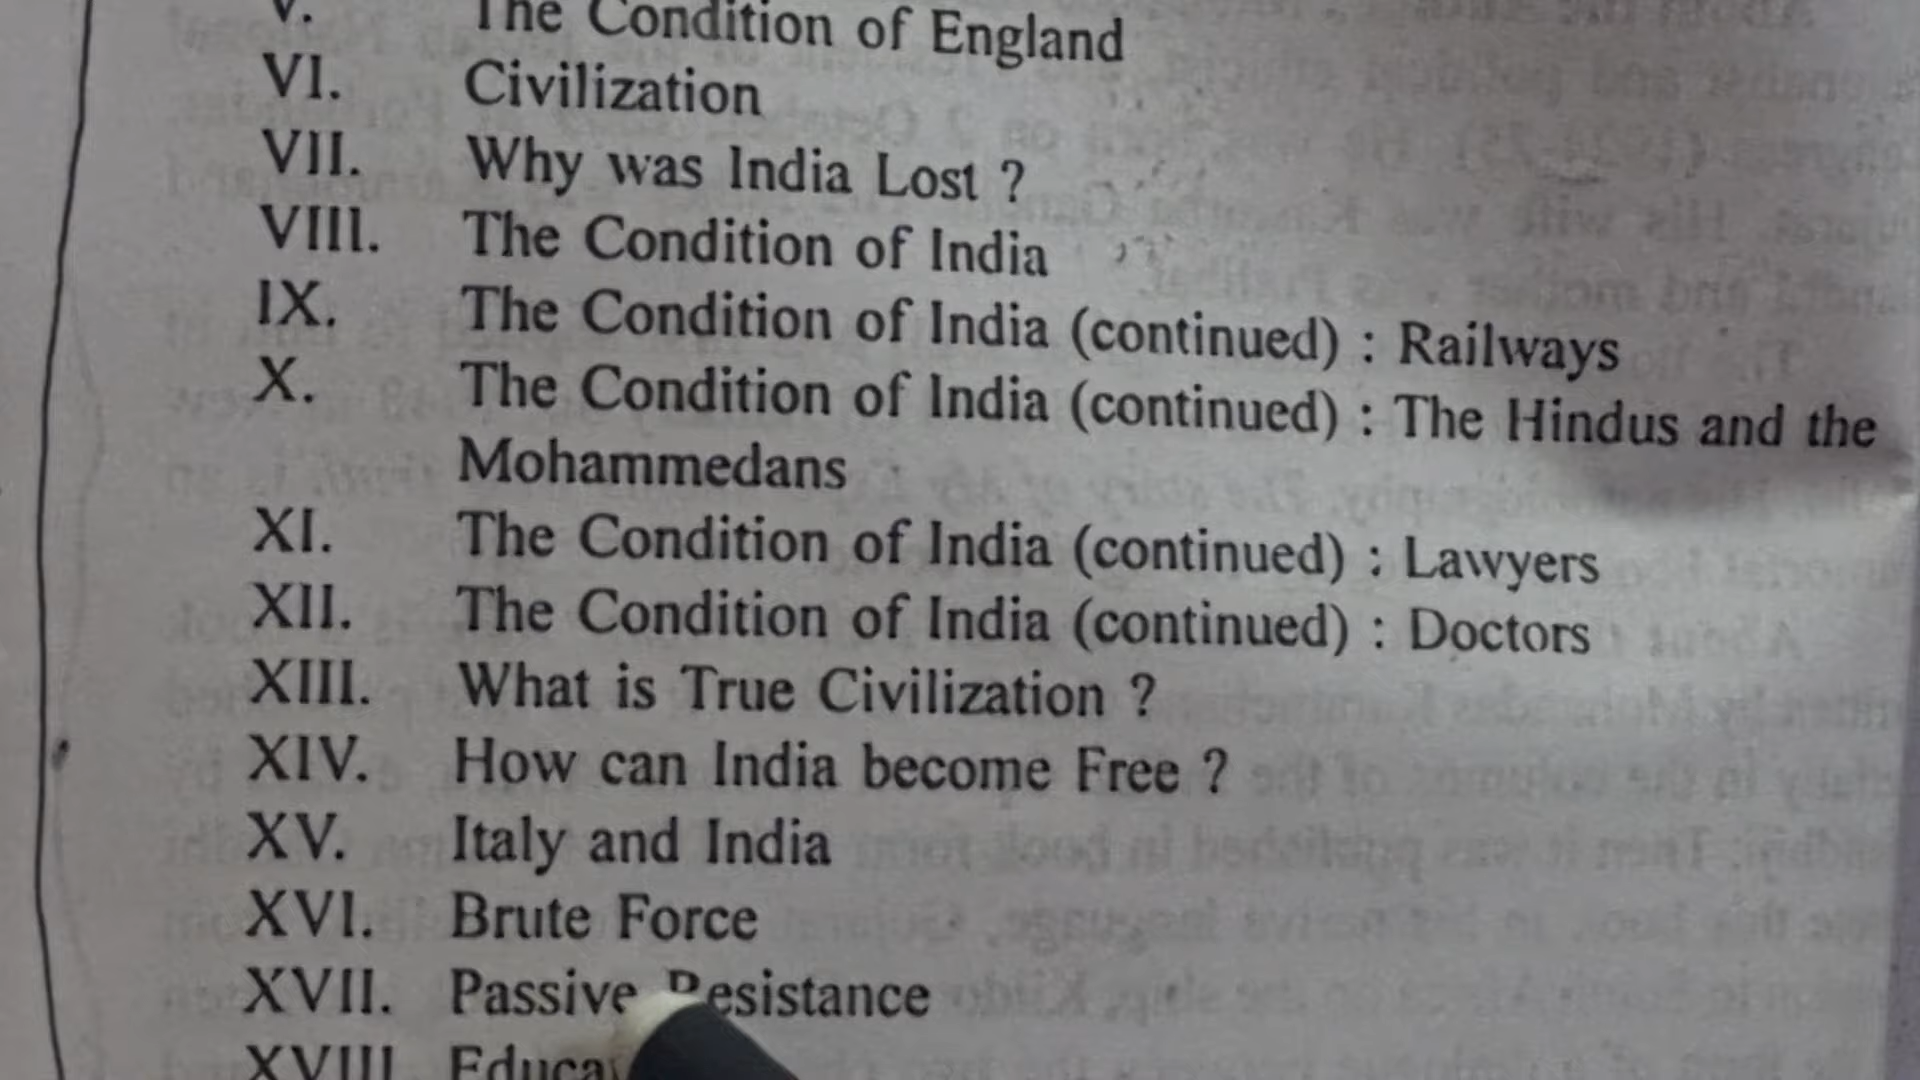 V. The Condition of England
VI. Civilization
VII. Why was India Lost ?
VIII. The Condition of India
IX. The Condition of India (continued) : Railways
X. The Condition of India (continued) : The Hindus and the
Mohammedans
XI. The Condition of India (continued) : Lawyers
XII. The Condition of India (continued) : Doctors
XIII. What is True Civilization ?
XIV. How can India become Free ?
XV. Italy and India
XVI. Brute Force
XVII. Passive Resistance
XVIII